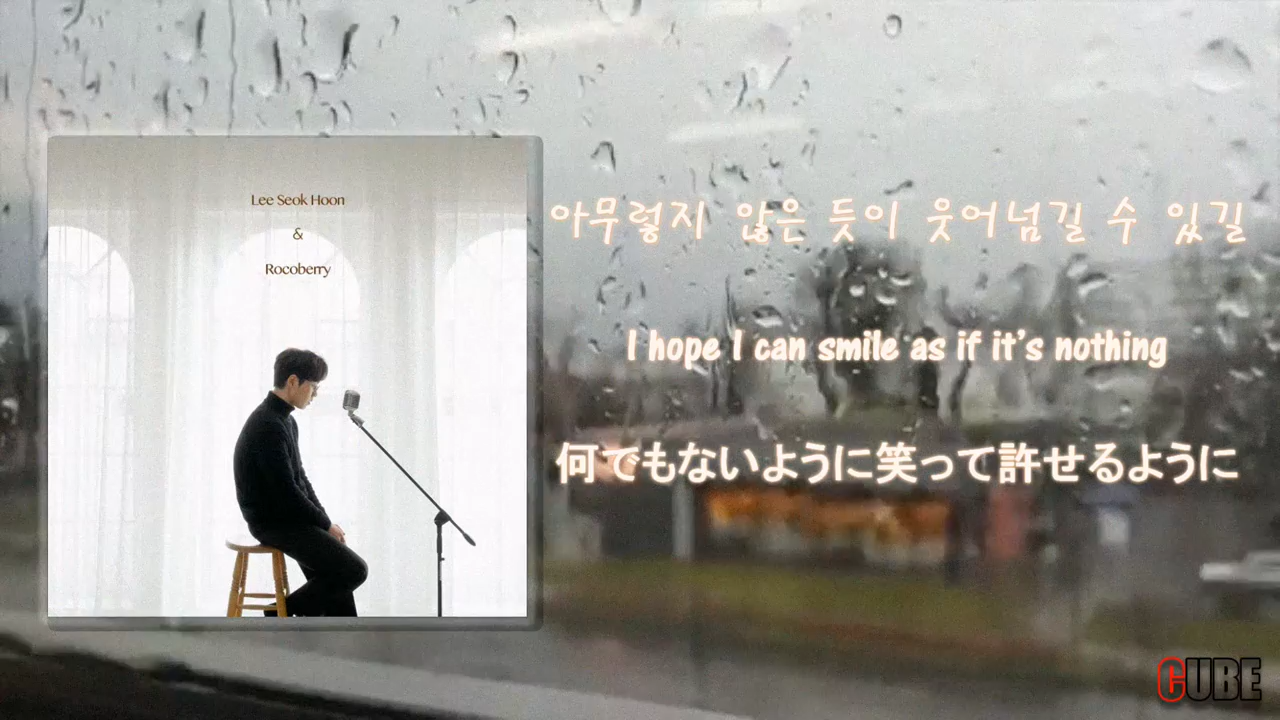 Lee Seok Hoon
&
Rocoberry
아무렇지 않은 듯이 웃어넘길 수 있길
I hope I can smile as if it's nothing
何でもないように笑って許せるように
CUBE